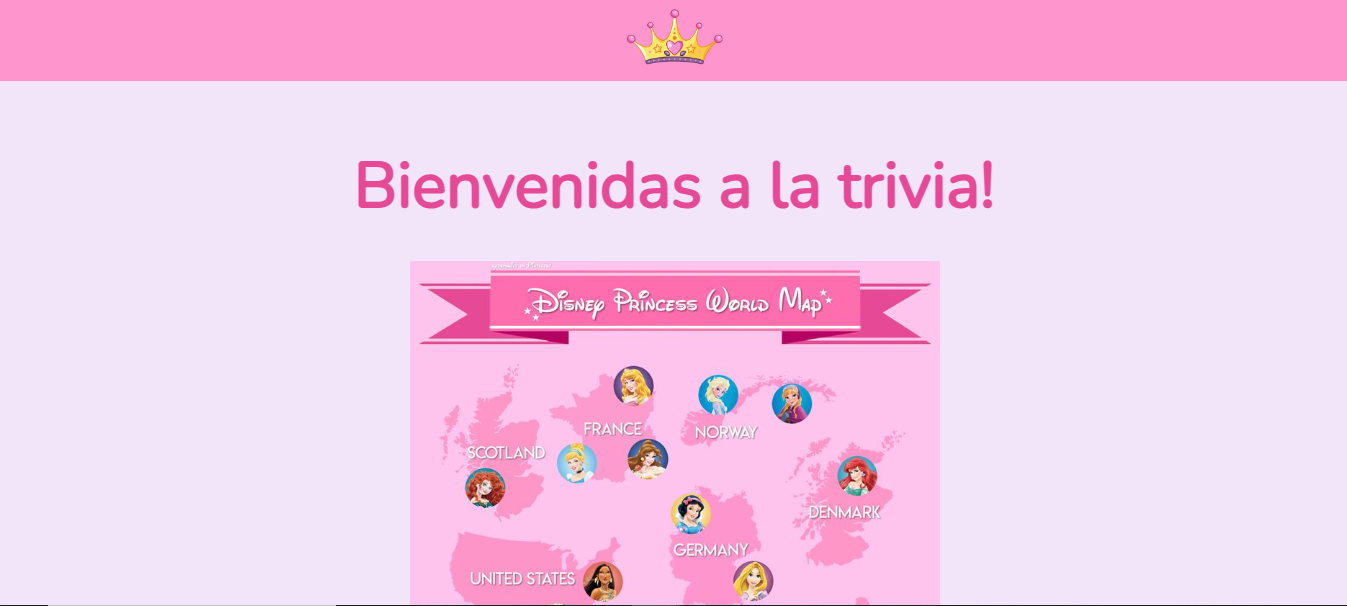 Bienvenidas a la trivia!
Disney Princess World Map
FRANCE
NORWAY
SCOTLAND
DENMARK
GERMANY
UNITED STATES